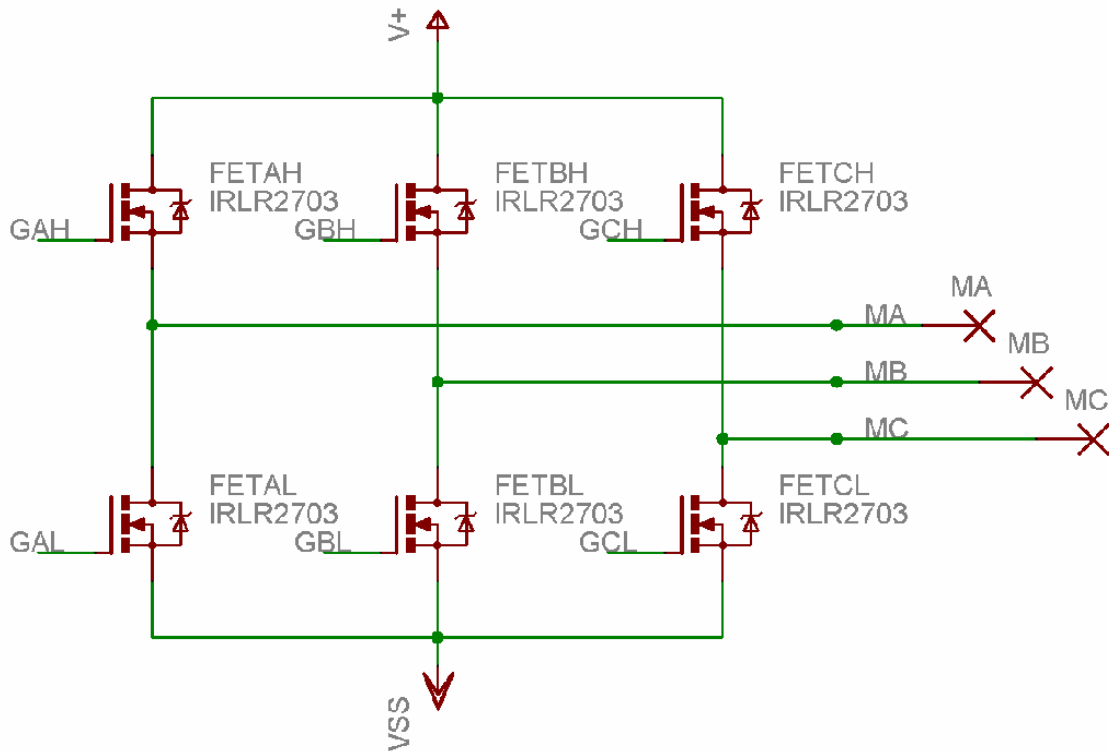 V+
FETAH
IRLR2703
FETBH
IRLR2703
FETCH
IRLR2703
GAH
GBH
GCH
MA
MA
MB
MB
MC
MC
FETAL
IRLR2703
FETBL
IRLR2703
FETCL
IRLR2703
GAL
GBL
GCL
VSS